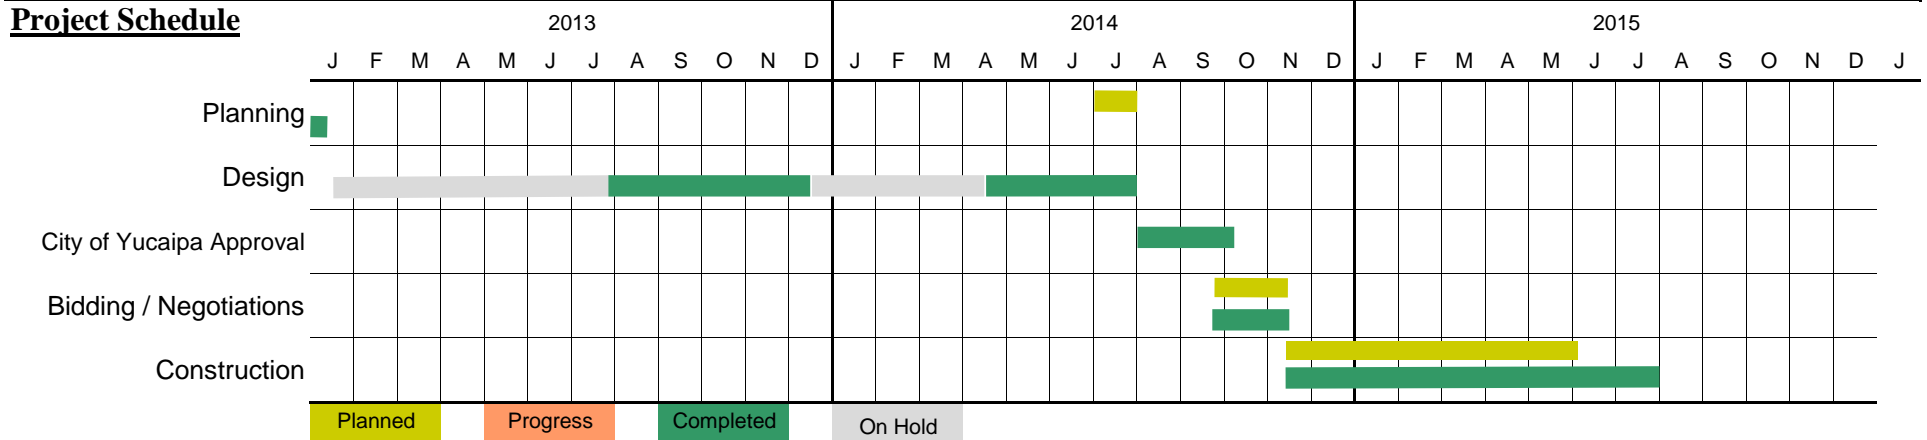 Project Schedule
2013 2014 2015
J F M A M J J A S O N D J F M A M J J A S O N D J F M A M J J A S O N D J
Planning
Design
City of Yucaipa Approval
Bidding / Negotiations
Construction
Planned Progress Completed On Hold